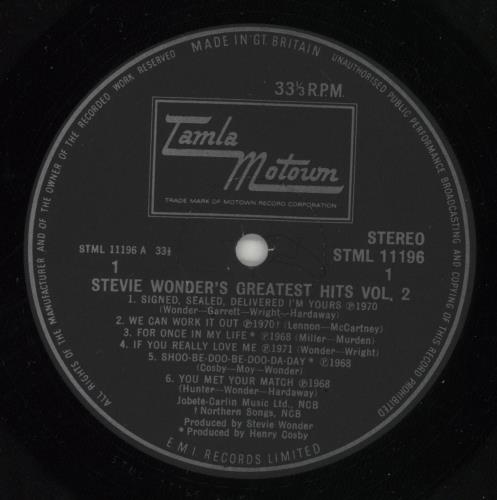 MADE IN GT. BRITAIN
UNAUTHORISED PUBLIC PERFORMANCE BROADCASTING AND COPYING OF THIS RECORD PROHIBITED
ALL RIGHTS OF THE MANUFACTURER AND OF THE OWNER OF THE RECORDED WORK RESERVED
33⅓ R.P.M.
Tamla
Motown
TRADE MARK OF MOTOWN RECORD CORPORATION
STEREO
STML 11196 A 33⅓
STML 11196
1
1
STEVIE WONDER'S GREATEST HITS VOL. 2
1. SIGNED, SEALED, DELIVERED I'M YOURS ℗1970
(Wonder—Garrett—Wright—Hardaway)
2. WE CAN WORK IT OUT ℗1970† (Lennon—McCartney)
3. FOR ONCE IN MY LIFE* ℗1968 (Miller—Murden)
4. IF YOU REALLY LOVE ME ℗1971 (Wonder—Wright)
5. SHOO-BE-DOO-BE-DOO-DA-DAY* ℗1968
(Cosby—Moy—Wonder)
6. YOU MET YOUR MATCH ℗1968
(Hunter—Wonder—Hardaway)
Jobete-Carlin Music Ltd., NCB
† Northern Songs, NCB
Produced by Stevie Wonder
* Produced by Henry Cosby
E M I RECORDS LIMITED